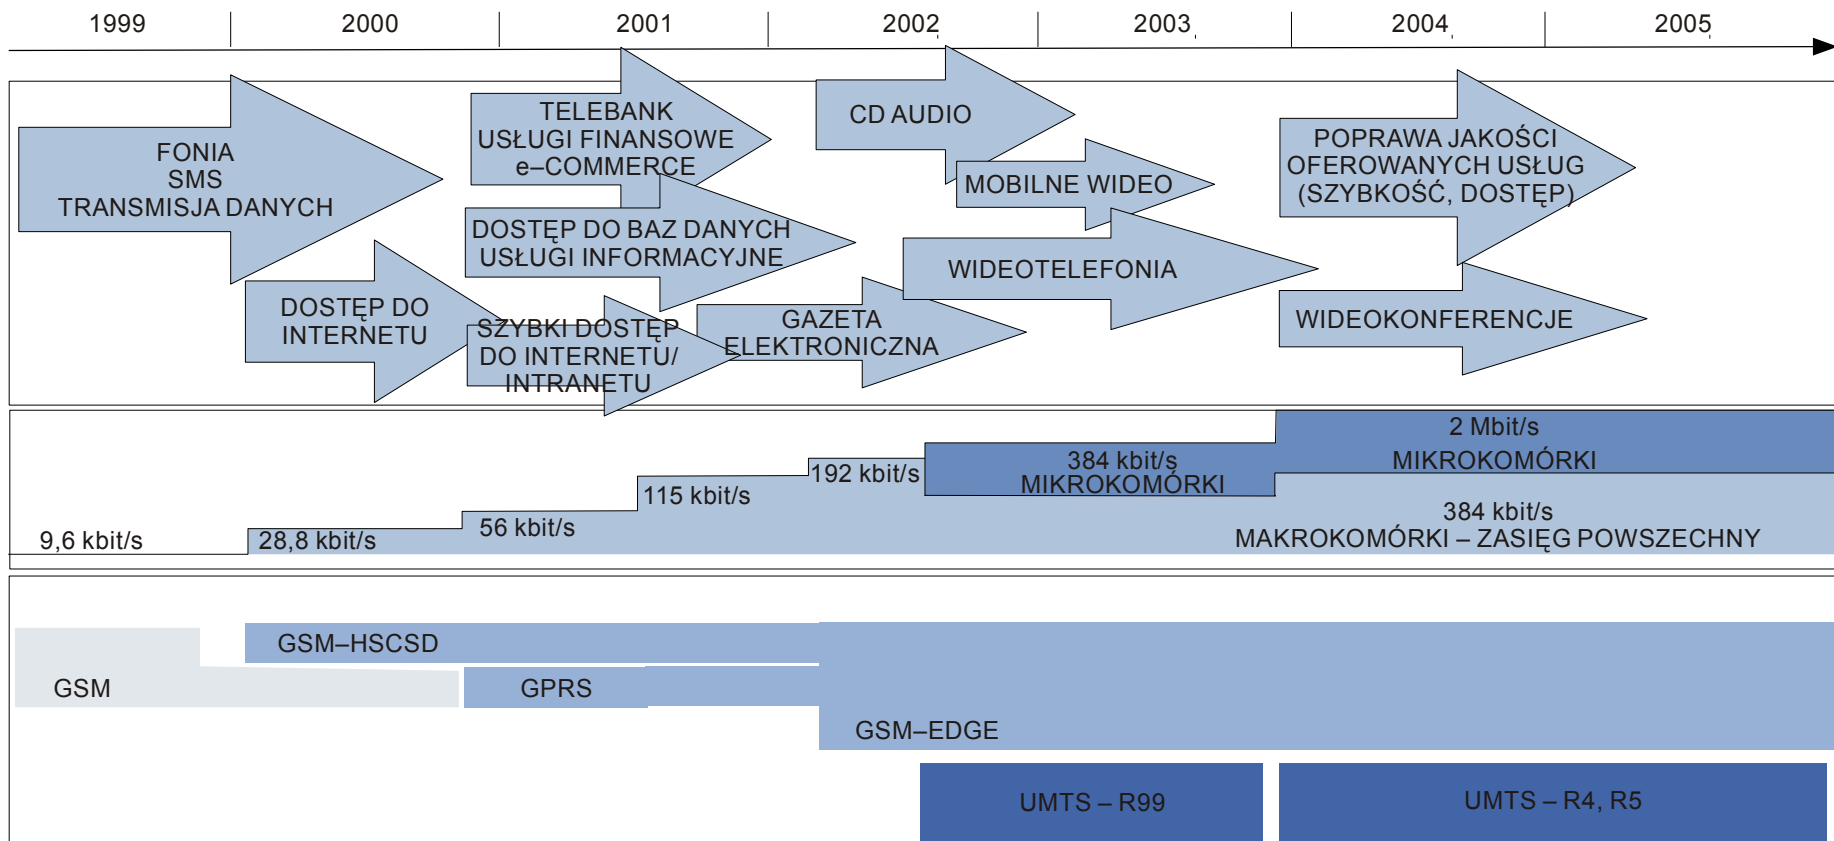 1999
2000
2001
2002
2003
2004
2005
FONIA
SMS
TRANSMISJA DANYCH
TELEBANK
USŁUGI FINANSOWE
e–COMMERCE
CD AUDIO
MOBILNE WIDEO
POPRAWA JAKOŚCI
OFEROWANYCH USŁUG
(SZYBKOŚĆ, DOSTĘP)
DOSTĘP DO BAZ DANYCH
USŁUGI INFORMACYJNE
WIDEOTELEFONIA
DOSTĘP DO
INTERNETU
SZYBKI DOSTĘP
DO INTERNETU/
INTRANETU
GAZETA
ELEKTRONICZNA
WIDEOKONFERENCJE
9,6 kbit/s
28,8 kbit/s
56 kbit/s
115 kbit/s
192 kbit/s
384 kbit/s
MIKROKOMÓRKI
2 Mbit/s
MIKROKOMÓRKI
384 kbit/s
MAKROKOMÓRKI – ZASIĘG POWSZECHNY
GSM–HSCSD
GSM
GPRS
GSM–EDGE
UMTS – R99
UMTS – R4, R5